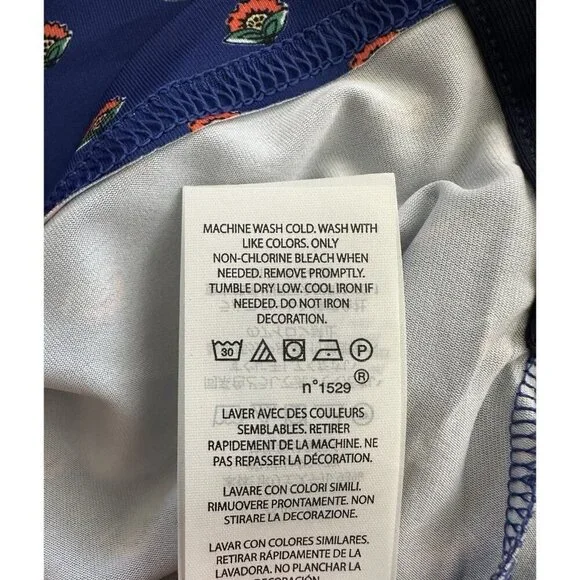 MACHINE WASH COLD. WASH WITH
LIKE COLORS. ONLY
NON-CHLORINE BLEACH WHEN
NEEDED. REMOVE PROMPTLY.
TUMBLE DRY LOW. COOL IRON IF
NEEDED. DO NOT IRON
DECORATION.
30 P
n°1529 ®
LAVER AVEC DES COULEURS
SEMBLABLES. RETIRER
RAPIDEMENT DE LA MACHINE. NE
PAS REPASSER LA DÉCORATION.
LAVARE CON COLORI SIMILI.
RIMUOVERE PRONTAMENTE. NON
STIRARE LA DECORAZIONE.
LAVAR CON COLORES SIMILARES.
RETIRAR RÁPIDAMENTE DE LA
LAVADORA. NO PLANCHAR LA
DECORACIÓN.